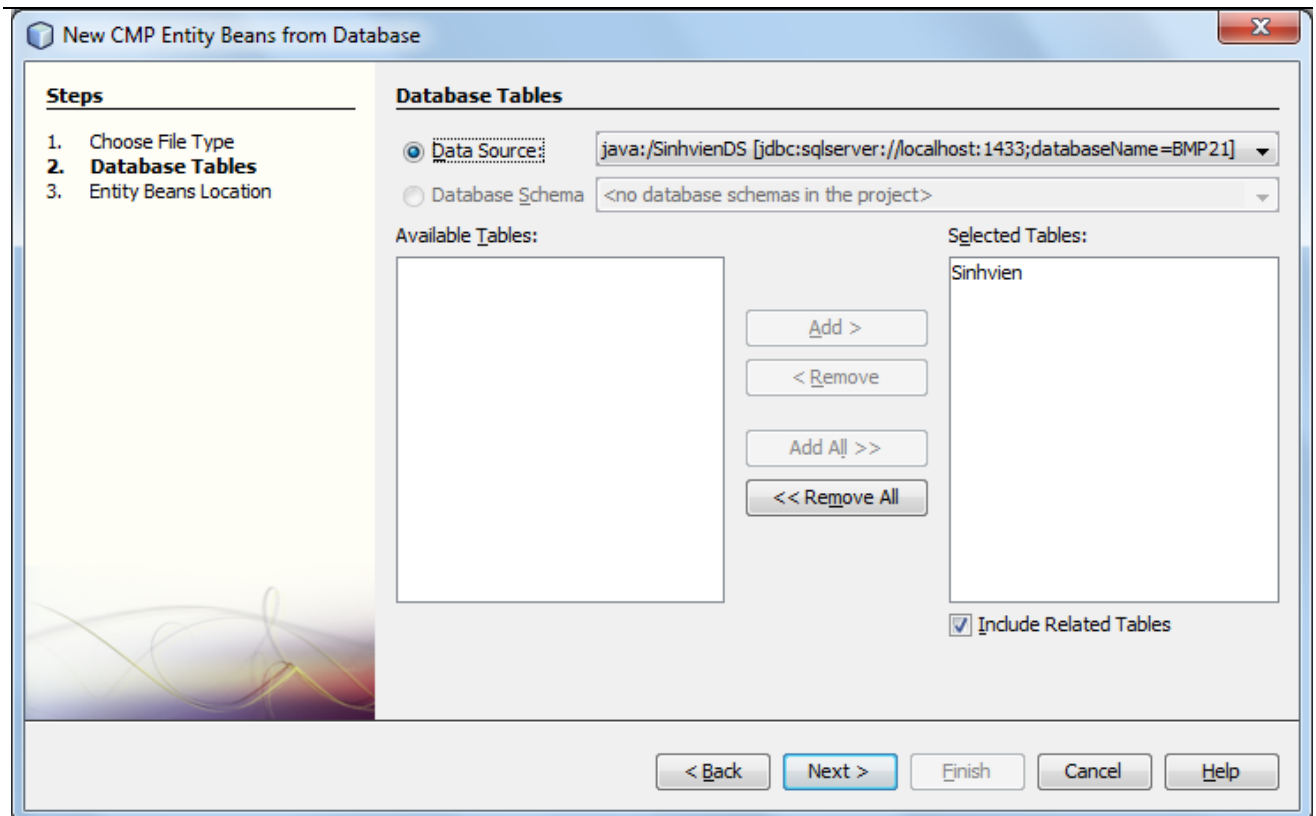 New CMP Entity Beans from Database
Steps
1. Choose File Type
2. Database Tables
3. Entity Beans Location
Database Tables
Data Source:
java:/SinhvienDS [jdbc:sqlserver://localhost:1433;databaseName=BMP21]
Database Schema
<no database schemas in the project>
Available Tables:
Add >
< Remove
Add All >>
<< Remove All
Selected Tables:
Sinhvien
Include Related Tables
< Back
Next >
Finish
Cancel
Help